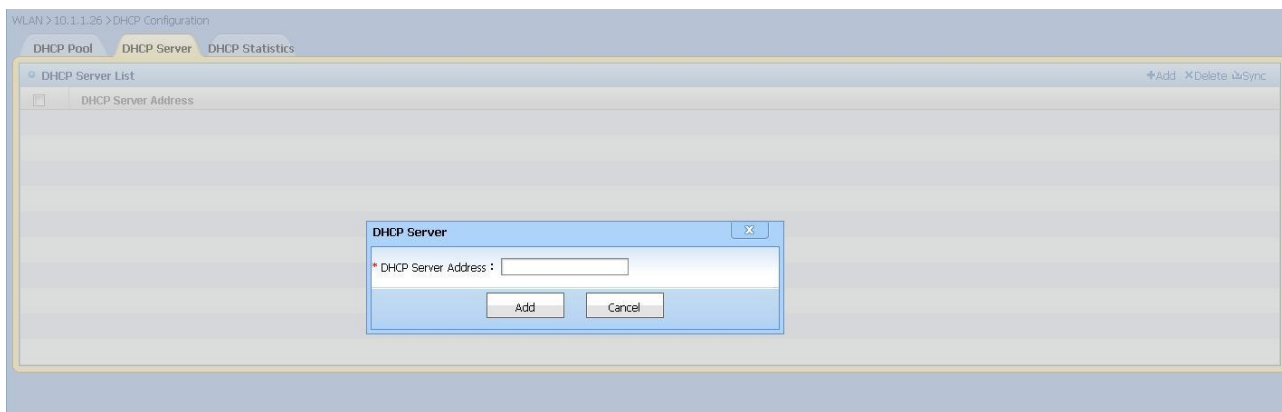 WLAN > 10.1.1.26 > DHCP Configuration
DHCP Pool DHCP Server DHCP Statistics
DHCP Server List +Add ×Delete Sync
DHCP Server Address
DHCP Server X
* DHCP Server Address :
Add Cancel